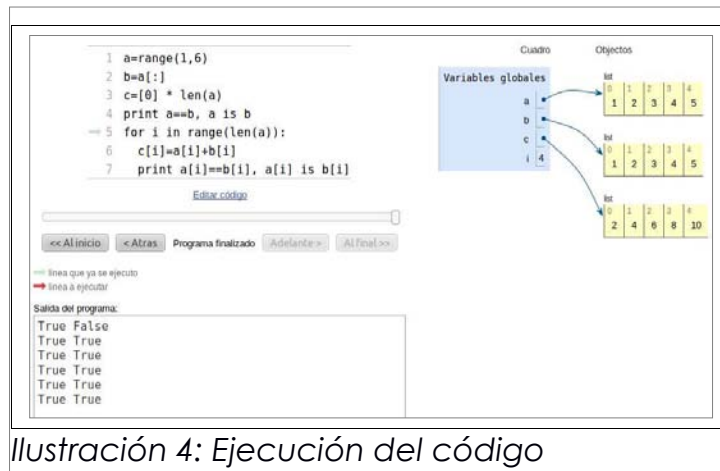 1 a=range(1,6)
2 b=a[:]
3 c=[0] * len(a)
4 print a==b, a is b
5 for i in range(len(a)):
6 c[i]=a[i]+b[i]
7 print a[i]==b[i], a[i] is b[i]
Editar código
<< Al inicio < Atras Programa finalizado Adelante > Al final >>
linea que ya se ejecuto
linea a ejecutar
Salida del programa:
True False
True True
True True
True True
True True
True True
Cuadro Objectos
Variables globales
a
b
c
i 4
list
0 1 2 3 4
1 2 3 4 5
list
0 1 2 3 4
1 2 3 4 5
list
0 1 2 3 4
2 4 6 8 10
Ilustración 4: Ejecución del código